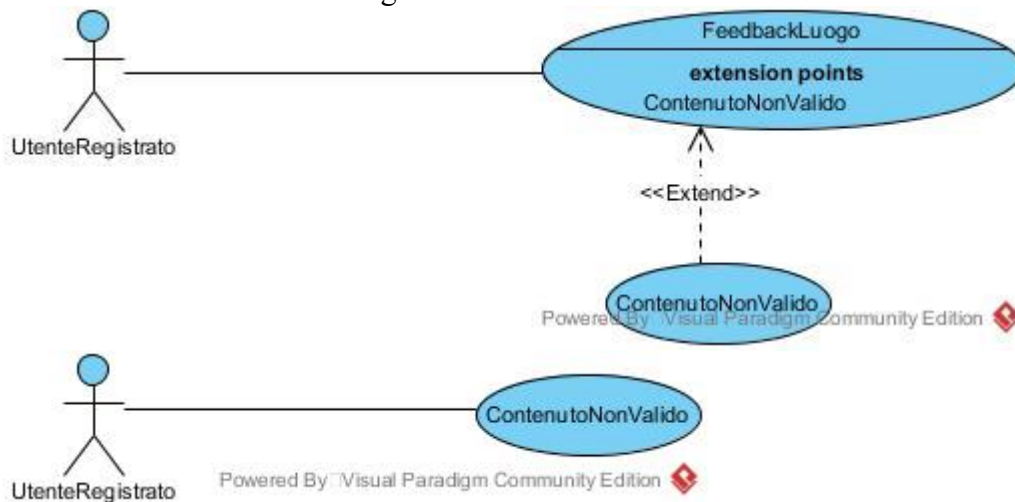 FeedbackLuogo
extension points
ContenutoNonValido
UtenteRegistrato
<<Extend>>
ContenutoNonValido
Powered By Visual Paradigm Community Edition
ContenutoNonValido
Powered By Visual Paradigm Community Edition
UtenteRegistrato